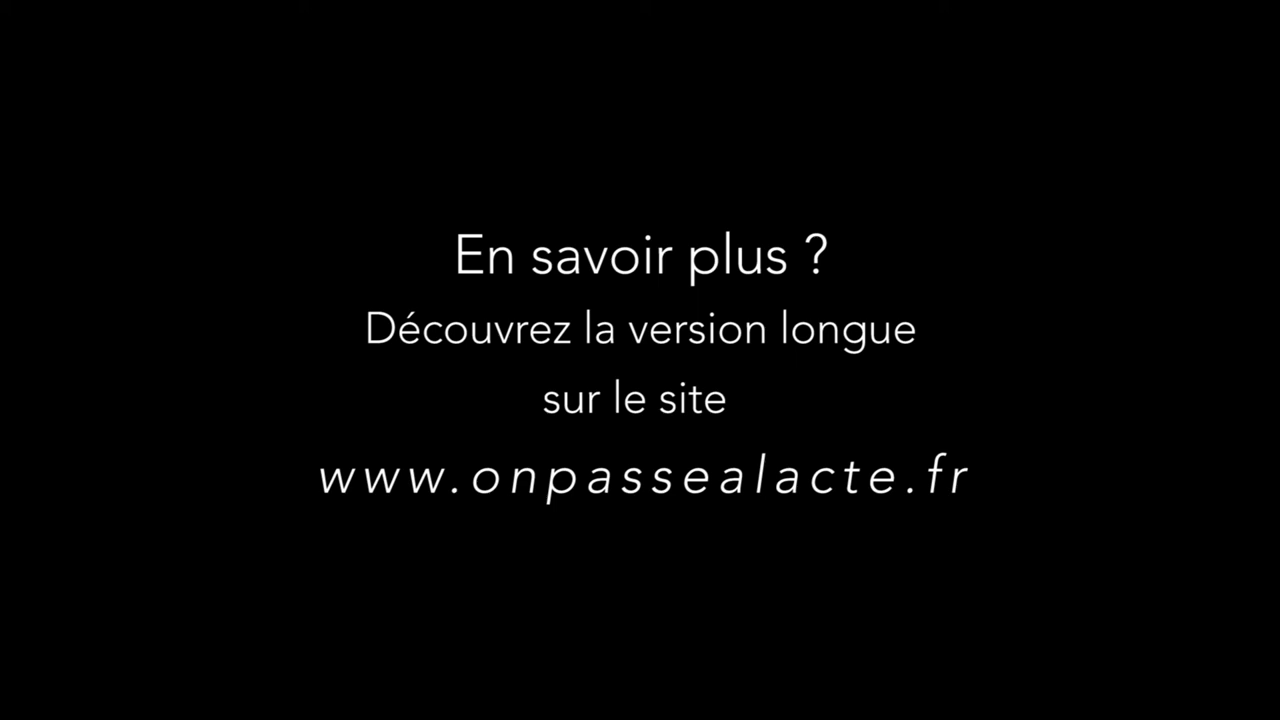 En savoir plus ?
Découvrez la version longue
sur le site
www.onpassealacte.fr